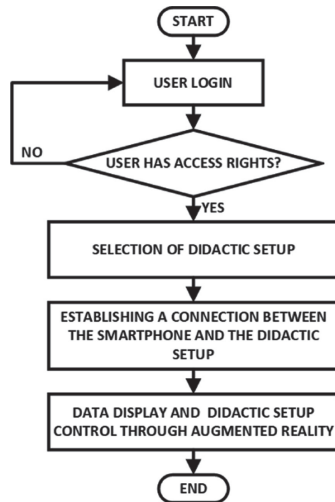 START
USER LOGIN
NO
USER HAS ACCESS RIGHTS?
YES
SELECTION OF DIDACTIC SETUP
ESTABLISHING A CONNECTION BETWEEN
THE SMARTPHONE AND THE DIDACTIC
SETUP
DATA DISPLAY AND DIDACTIC SETUP
CONTROL THROUGH AUGMENTED REALITY
END